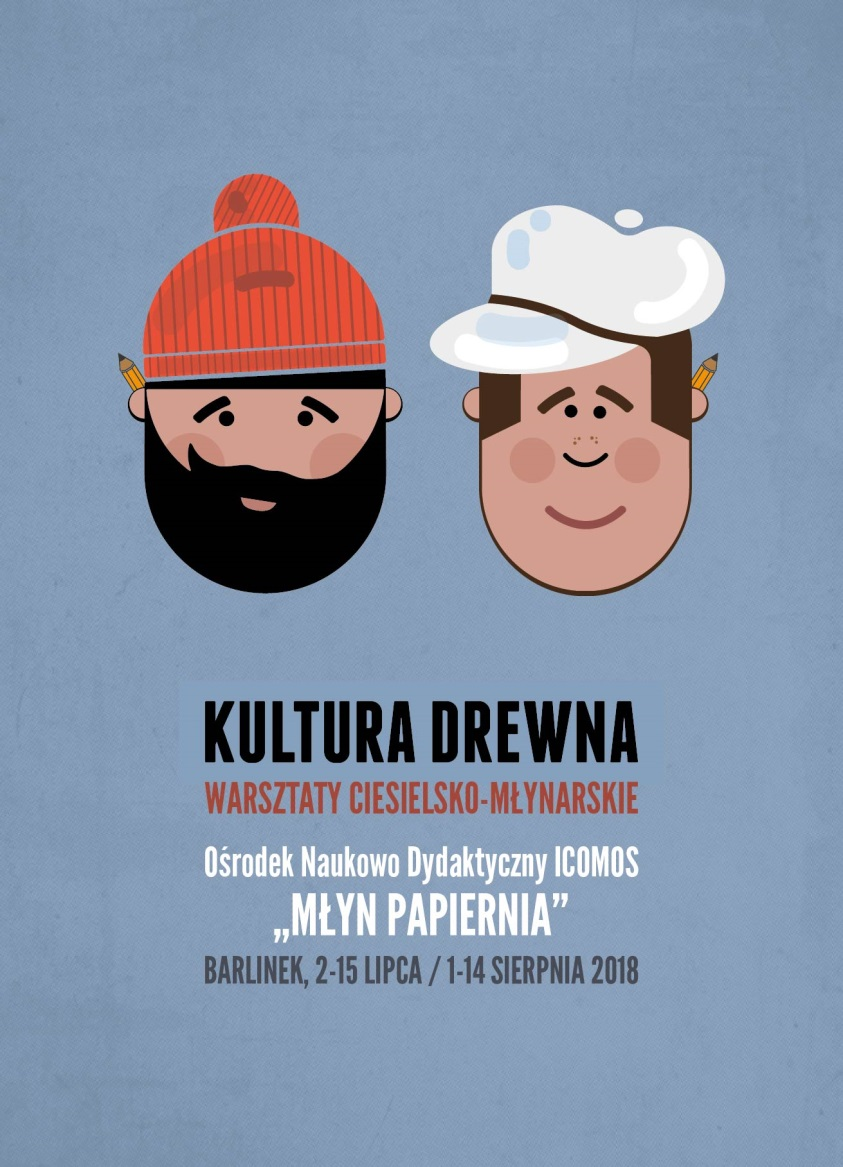 KULTURA DREWNA
WARSZTATY CIESIELSKO-MŁYNARSKIE
Ośrodek Naukowo Dydaktyczny ICOMOS
„MŁYN PAPIERNIA”
BARLINEK, 2-15 LIPCA / 1-14 SIERPNIA 2018